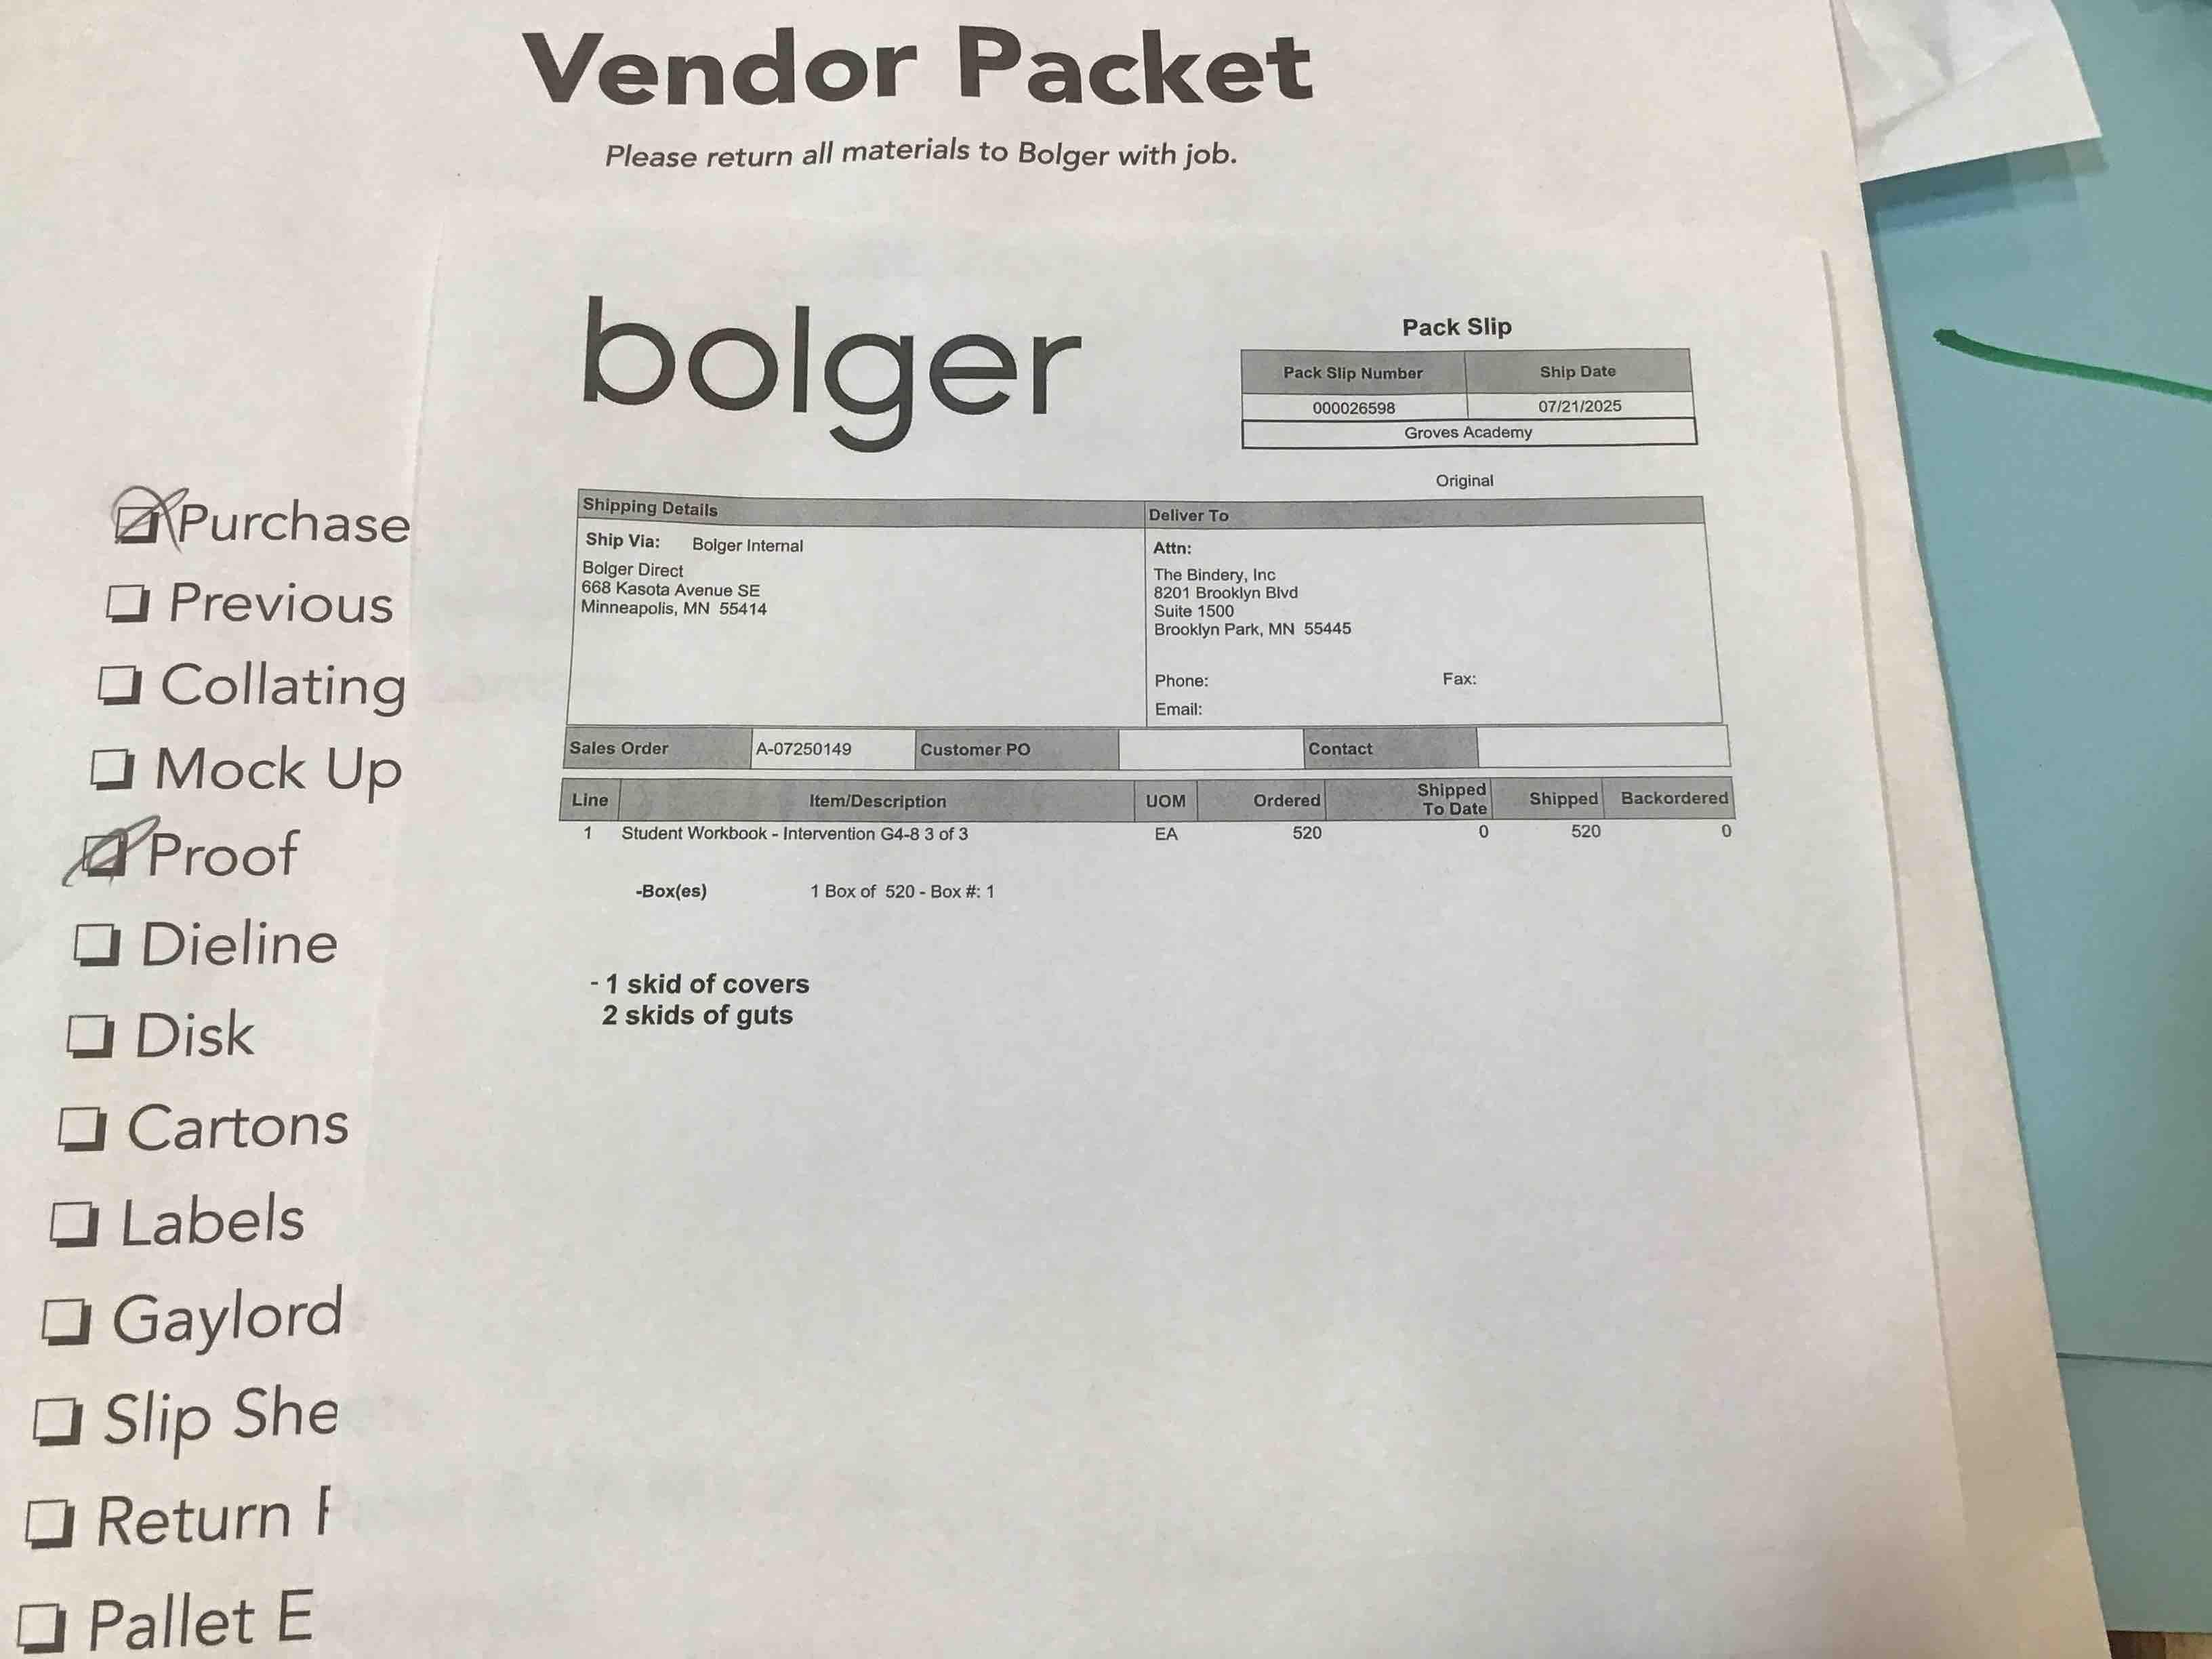 Vendor Packet
Please return all materials to Bolger with job.
bolger
Pack Slip
Pack Slip Number Ship Date
000026598 07/21/2025
Groves Academy
Original
Shipping Details Deliver To
Ship Via: Bolger Internal Attn:
Bolger Direct
668 Kasota Avenue SE
Minneapolis, MN 55414
The Bindery, Inc
8201 Brooklyn Blvd
Suite 1500
Brooklyn Park, MN 55445
Phone: Fax:
Email:
Sales Order A-07250149 Customer PO Contact
Line Item/Description UOM Ordered Shipped To Date Shipped Backordered
1 Student Workbook - Intervention G4-8 3 of 3 EA 520 0 520 0
-Box(es) 1 Box of 520 - Box #: 1
- 1 skid of covers
2 skids of guts
Purchase
Previous
Collating
Mock Up
Proof
Dieline
Disk
Cartons
Labels
Gaylord
Slip She
Return
Pallet E